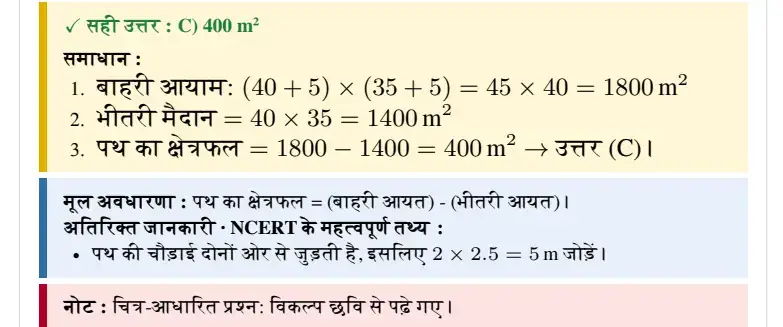 ✓ सही उत्तर : C) 400 m²
समाधान :
1. बाहरी आयाम: (40 + 5) × (35 + 5) = 45 × 40 = 1800 m²
2. भीतरी मैदान = 40 × 35 = 1400 m²
3. पथ का क्षेत्रफल = 1800 − 1400 = 400 m² → उत्तर (C)।
मूल अवधारणा : पथ का क्षेत्रफल = (बाहरी आयत) - (भीतरी आयत)।
अतिरिक्त जानकारी · NCERT के महत्वपूर्ण तथ्य :
• पथ की चौड़ाई दोनों ओर से जुड़ती है, इसलिए 2 × 2.5 = 5 m जोड़ें।
नोट : चित्र-आधारित प्रश्न: विकल्प छवि से पढ़े गए।